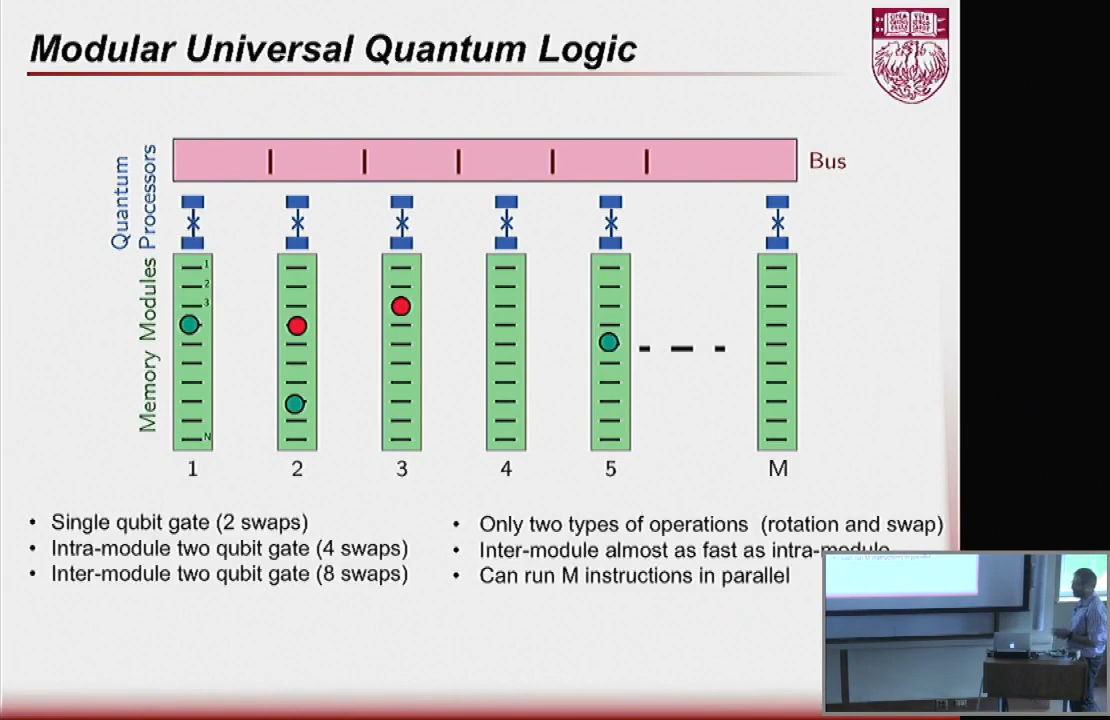 Modular Universal Quantum Logic
Bus
Quantum
Processors
Memory Modules
1
2
3
N
1
2
3
4
5
M
• Single qubit gate (2 swaps)
• Intra-module two qubit gate (4 swaps)
• Inter-module two qubit gate (8 swaps)
• Only two types of operations (rotation and swap)
• Inter-module almost as fast as intra-module
• Can run M instructions in parallel